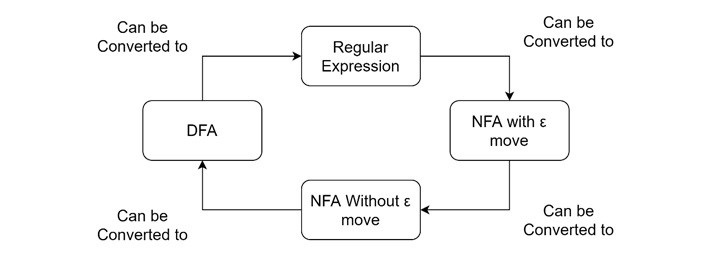 Can be
Converted to
Regular
Expression
Can be
Converted to
DFA
NFA with ε
move
Can be
Converted to
NFA Without ε
move
Can be
Converted to